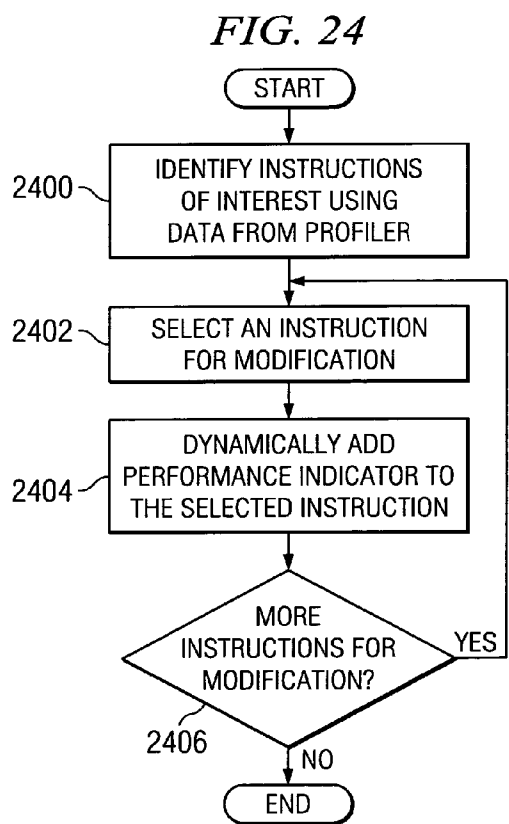 FIG. 24
START
2400
IDENTIFY INSTRUCTIONS
OF INTEREST USING
DATA FROM PROFILER
2402
SELECT AN INSTRUCTION
FOR MODIFICATION
2404
DYNAMICALLY ADD
PERFORMANCE INDICATOR TO
THE SELECTED INSTRUCTION
MORE
INSTRUCTIONS FOR
MODIFICATION?
YES
2406
NO
END